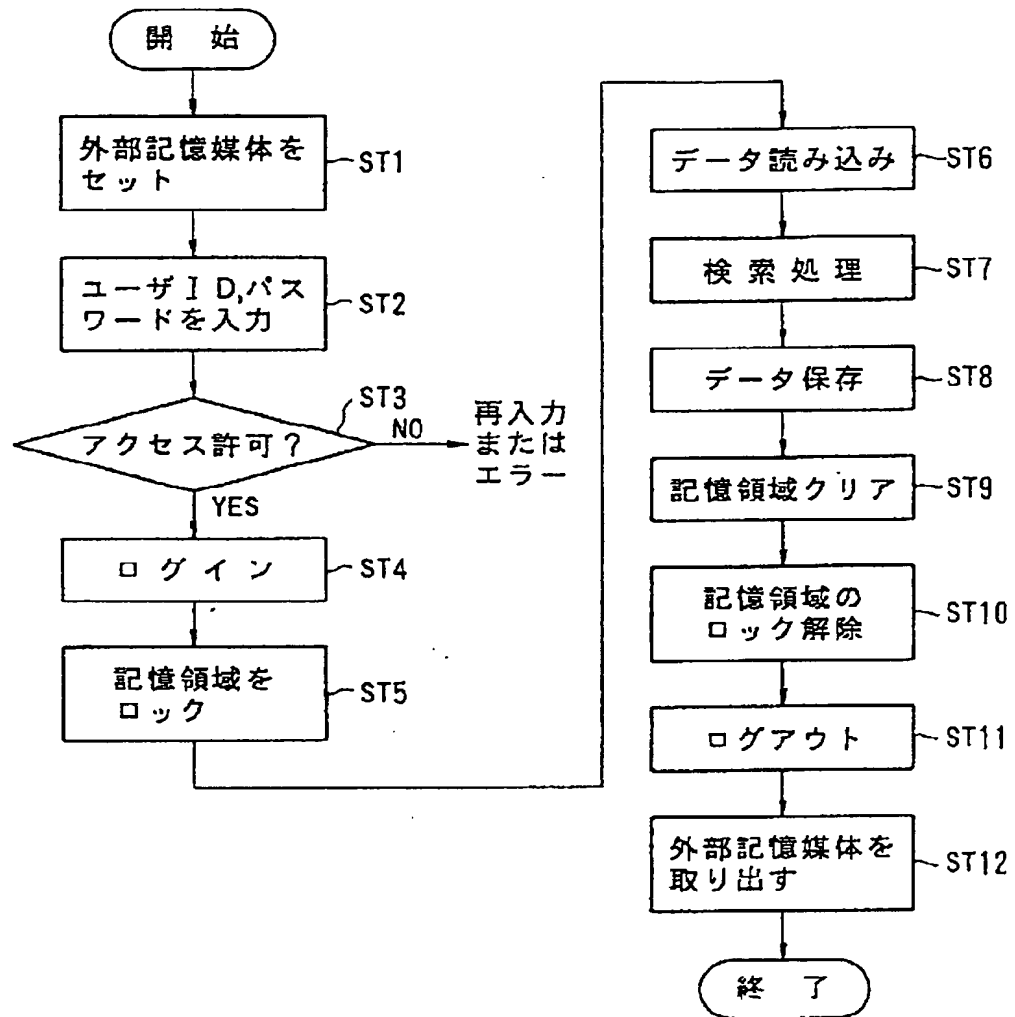 開 始
外部記憶媒体を
セット
ST1
ユーザID,パス
ワードを入力
ST2
ST3
アクセス許可?
NO
再入力
または
エラー
YES
ログイン
ST4
記憶領域を
ロック
ST5
データ読み込み
ST6
検索処理
ST7
データ保存
ST8
記憶領域クリア
ST9
記憶領域の
ロック解除
ST10
ログアウト
ST11
外部記憶媒体を
取り出す
ST12
終 了